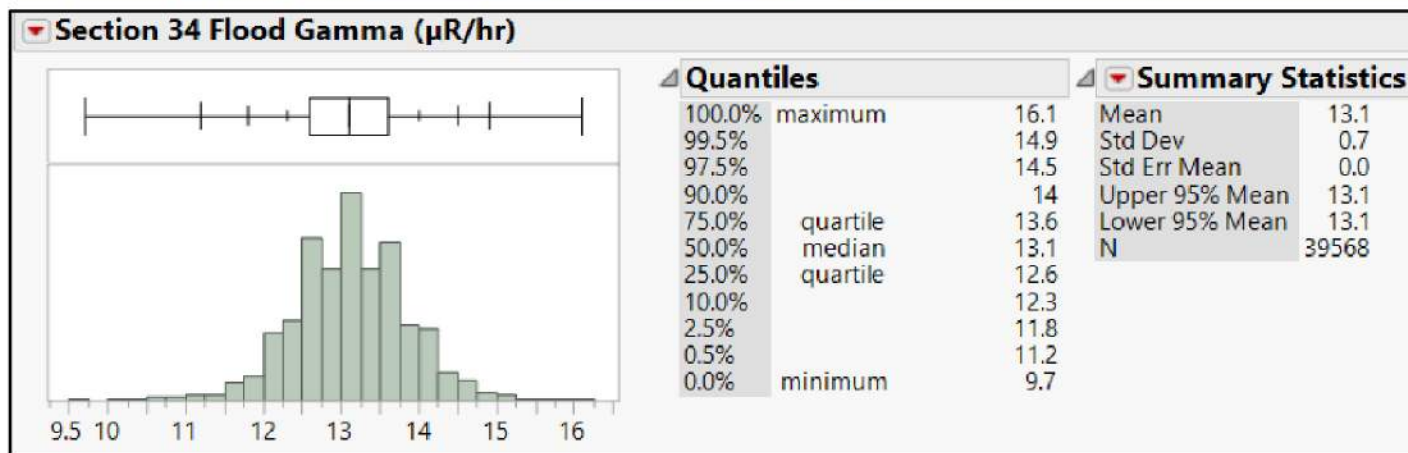 Section 34 Flood Gamma (µR/hr)
9.5 10 11 12 13 14 15 16
Quantiles
100.0% maximum 16.1
99.5% 14.9
97.5% 14.5
90.0% 14
75.0% quartile 13.6
50.0% median 13.1
25.0% quartile 12.6
10.0% 12.3
2.5% 11.8
0.5% 11.2
0.0% minimum 9.7
Summary Statistics
Mean 13.1
Std Dev 0.7
Std Err Mean 0.0
Upper 95% Mean 13.1
Lower 95% Mean 13.1
N 39568